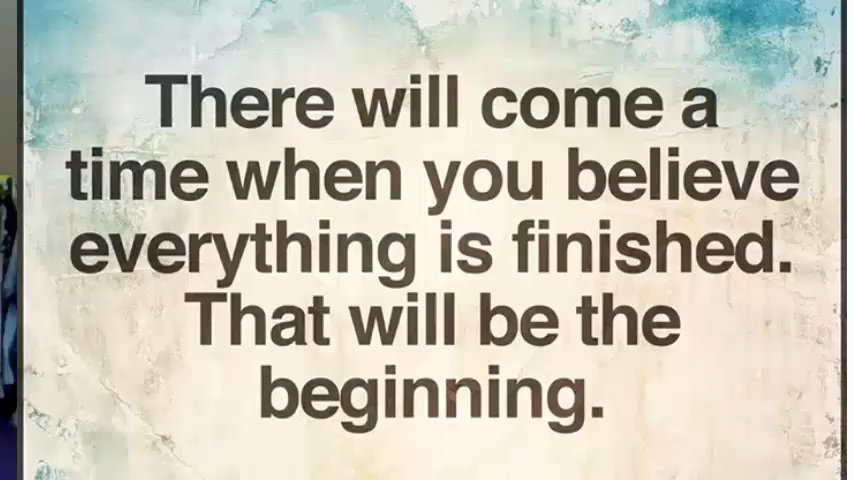 There will come a
time when you believe
everything is finished.
That will be the
beginning.